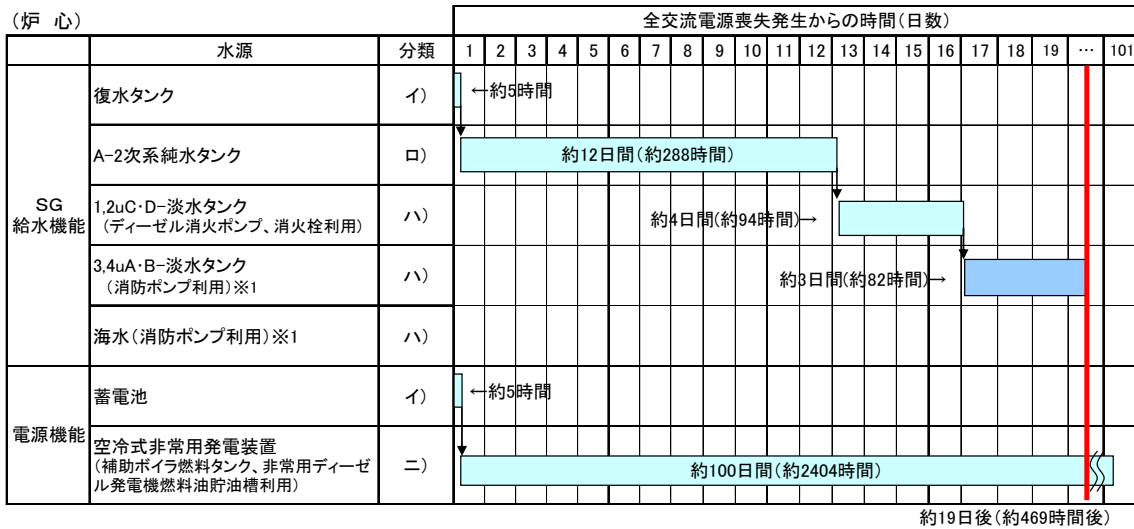 (炉 心)
全交流電源喪失発生からの時間(日数)
水源 分類 1 2 3 4 5 6 7 8 9 10 11 12 13 14 15 16 17 18 19 … 101
SG
給水機能
復水タンク イ) ←約5時間
A-2次系純水タンク ロ) 約12日間(約288時間)
1,2uC・D-淡水タンク
(ディーゼル消火ポンプ、消火栓利用) ハ) 約4日間(約94時間)→
3,4uA・B-淡水タンク
(消防ポンプ利用)※1 ハ) 約3日間(約82時間)→
海水(消防ポンプ利用)※1 ハ)
電源機能
蓄電池 イ) ←約5時間
空冷式非常用発電装置
(補助ボイラ燃料タンク、非常用ディーゼ
ル発電機燃料油貯油槽利用) ニ) 約100日間(約2404時間)
約19日後(約469時間後)